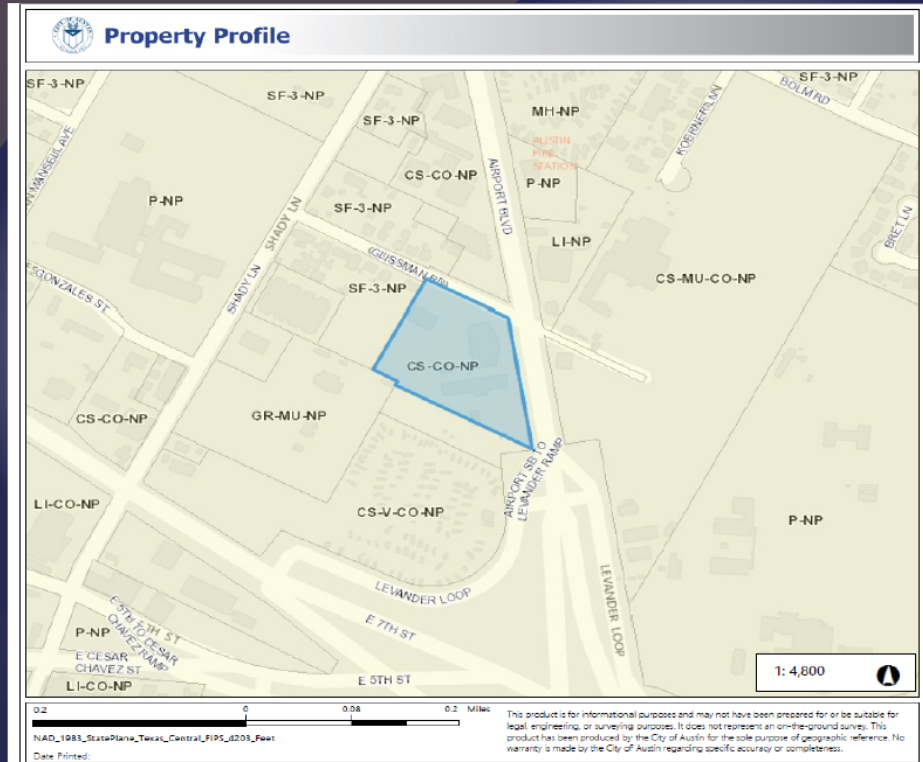 Property Profile
SF-3-NP
SF-3-NP
SF-3-NP
BOLM RD
MANSELL AVE
SF-3-NP
MH-NP
KOERNER LN
AUSTIN
FIRE
STATION
AIRPORT BLVD
CS-CO-NP
P-NP
P-NP
SHADY LN
SF-3-NP
BRET LN
LI-NP
GLISSMAN RD
CS-MU-CO-NP
GONZALES ST
SHADY LN
SF-3-NP
CS-CO-NP
CS-CO-NP
GR-MU-NP
AIRPORT SB TO
LEVANDER RAMP
LI-CO-NP
CS-V-CO-NP
P-NP
LEVANDER LOOP
LEVANDER LOOP
E 7TH ST
E 5TH TO CESAR
CHAVEZ RAMP
E 5TH ST
P-NP
E CESAR
CHAVEZ ST
E 5TH ST
LI-CO-NP
1: 4,800
0.2 0 0.08 0.2 Miles
NAD_1983_StatePlane_Texas_Central_FIPS_4203_Feet
Date Printed:
This product is for informational purposes and may not have been prepared for or be suitable for
legal, engineering, or surveying purposes. It does not represent an on-the-ground survey. This
product has been produced by the City of Austin for the sole purpose of geographic reference. No
warranty is made by the City of Austin regarding specific accuracy or completeness.